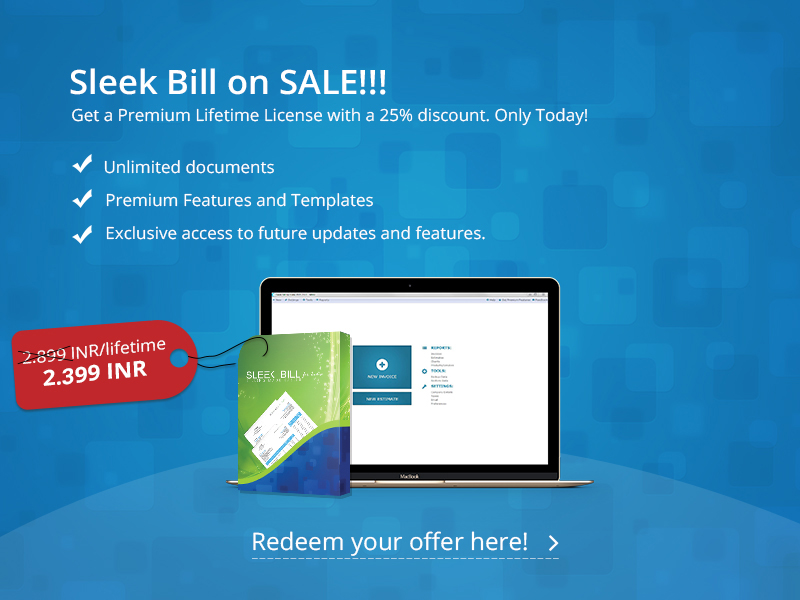 Sleek Bill on SALE!!!
Get a Premium Lifetime License with a 25% discount. Only Today!
Unlimited documents
Premium Features and Templates
Exclusive access to future updates and features.
2.899 INR/lifetime
2.399 INR
SLEEK BILL
NEW INVOICE
NEW ESTIMATE
REPORTS:
TOOLS:
SETTINGS:
MacBook
Redeem your offer here!